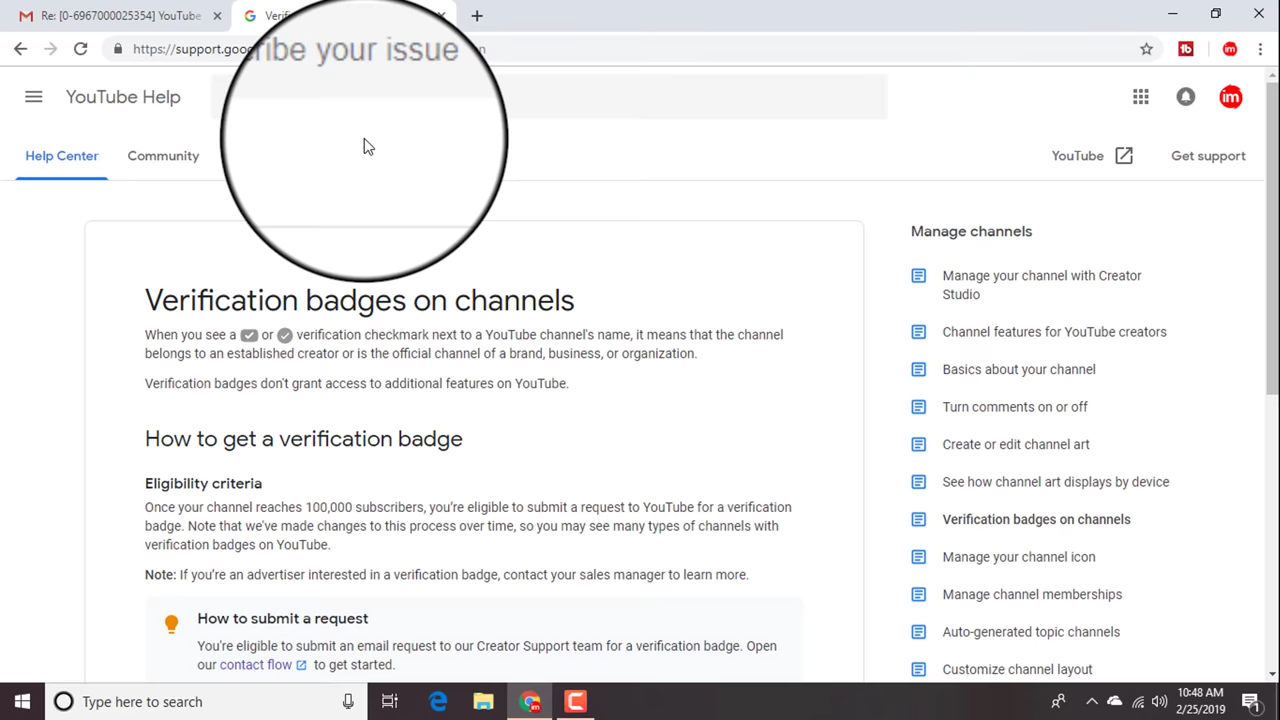 Re: [0-6967000025354] YouTube
Verifi
https://support.goog
n
ribe your issue
YouTube Help
Help Center
Community
YouTube
Get support
Verification badges on channels
When you see a or verification checkmark next to a YouTube channel's name, it means that the channel
belongs to an established creator or is the official channel of a brand, business, or organization.
Verification badges don't grant access to additional features on YouTube.
How to get a verification badge
Eligibility criteria
Once your channel reaches 100,000 subscribers, you're eligible to submit a request to YouTube for a verification
badge. Note that we've made changes to this process over time, so you may see many types of channels with
verification badges on YouTube.
Note: If you're an advertiser interested in a verification badge, contact your sales manager to learn more.
How to submit a request
You're eligible to submit an email request to our Creator Support team for a verification badge. Open
our contact flow to get started.
Manage channels
Manage your channel with Creator
Studio
Channel features for YouTube creators
Basics about your channel
Turn comments on or off
Create or edit channel art
See how channel art displays by device
Verification badges on channels
Manage your channel icon
Manage channel memberships
Auto-generated topic channels
Customize channel layout
Type here to search
10:48 AM
2/25/2019